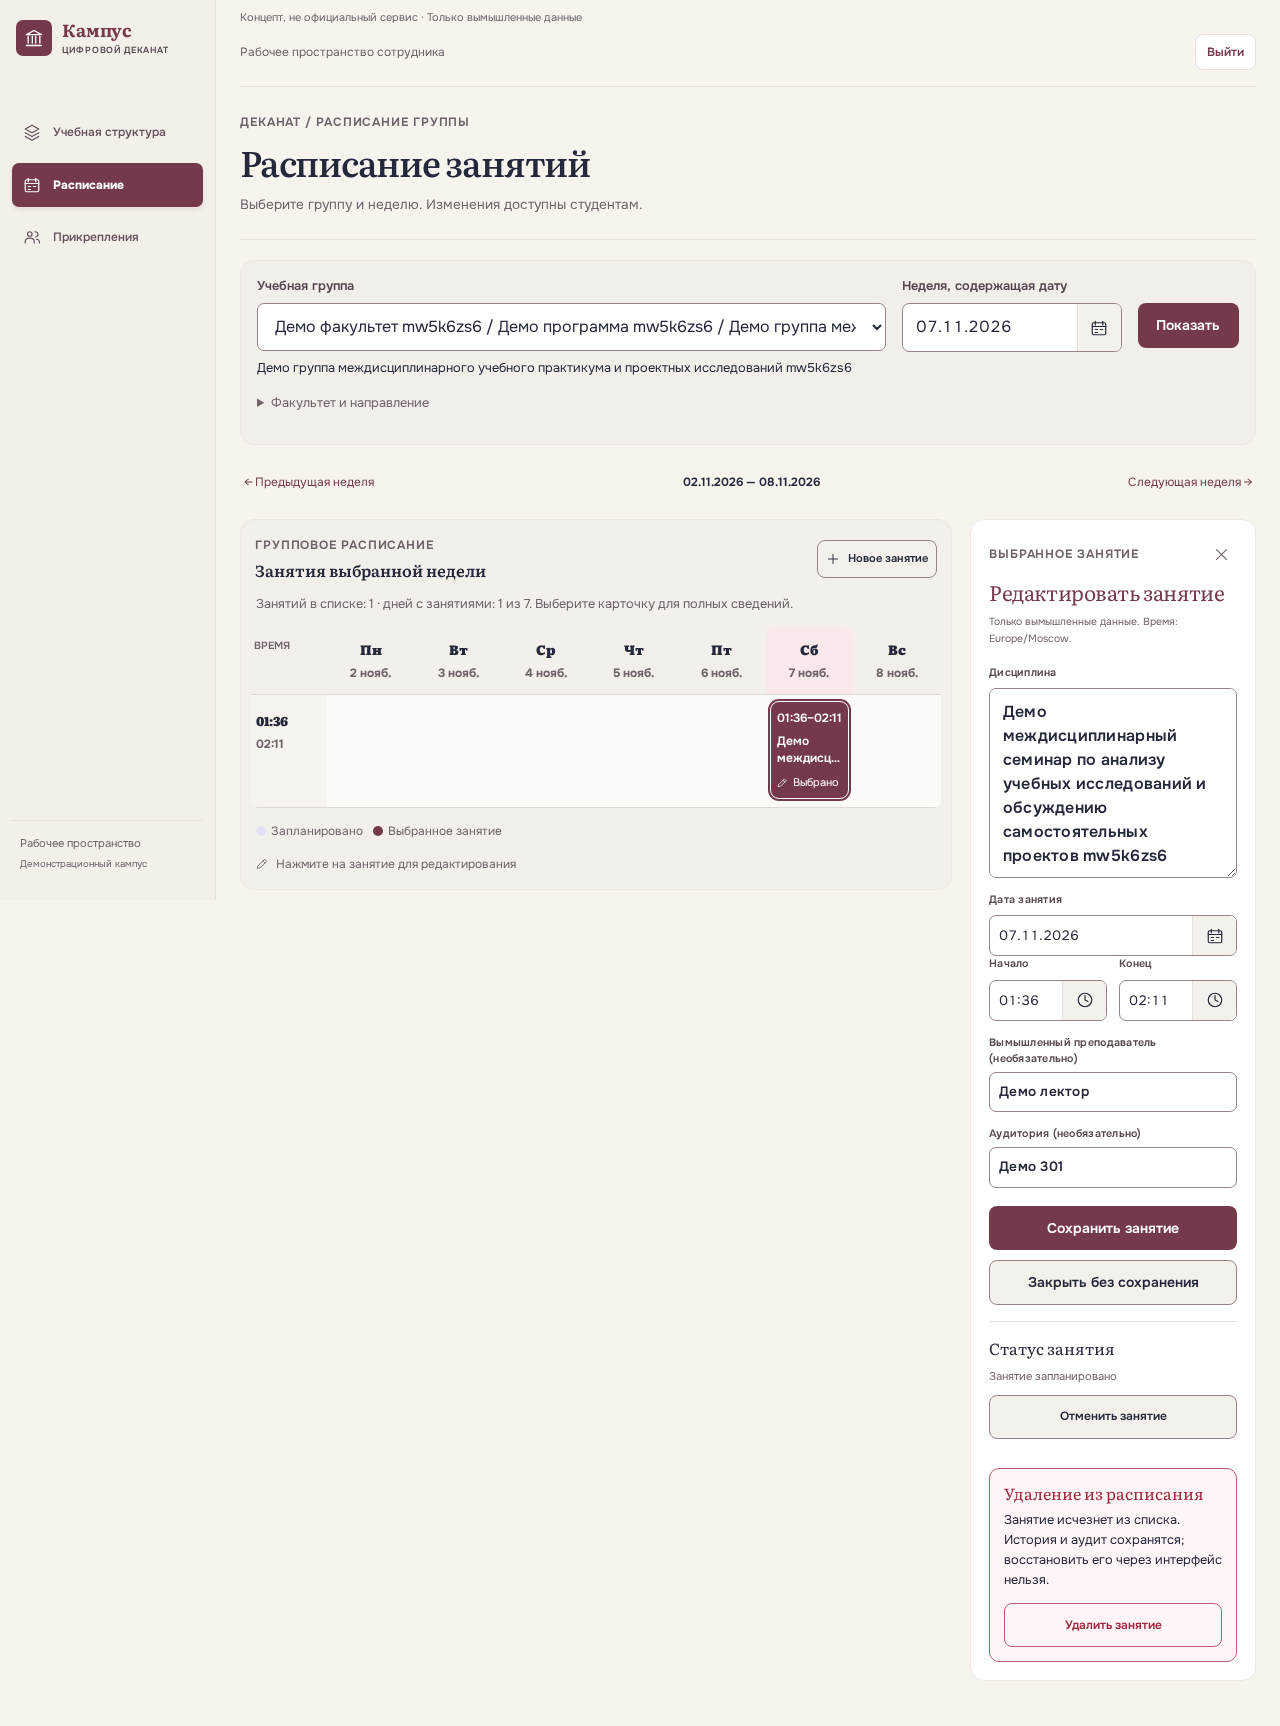 Кампус
ЦИФРОВОЙ ДЕКАНАТ
Учебная структура
Расписание
Прикрепления
Рабочее пространство
Демонстрационный кампус
Концепт, не официальный сервис · Только вымышленные данные
Рабочее пространство сотрудника
Выйти
ДЕКАНАТ / РАСПИСАНИЕ ГРУППЫ
Расписание занятий
Выберите группу и неделю. Изменения доступны студентам.
Учебная группа
Демо факультет mw5k6zs6 / Демо программа mw5k6zs6 / Демо группа меж
Демо группа междисциплинарного учебного практикума и проектных исследований mw5k6zs6
Факультет и направление
Неделя, содержащая дату
07.11.2026
Показать
← Предыдущая неделя
02.11.2026 — 08.11.2026
Следующая неделя →
ГРУППОВОЕ РАСПИСАНИЕ
Занятия выбранной недели
Новое занятие
Занятий в списке: 1 · дней с занятиями: 1 из 7. Выберите карточку для полных сведений.
ВРЕМЯ
Пн
2 нояб.
Вт
3 нояб.
Ср
4 нояб.
Чт
5 нояб.
Пт
6 нояб.
Сб
7 нояб.
Вс
8 нояб.
01:36
02:11
01:36–02:11
Демо
междисц…
Выбрано
Запланировано
Выбранное занятие
Нажмите на занятие для редактирования
ВЫБРАННОЕ ЗАНЯТИЕ
Редактировать занятие
Только вымышленные данные. Время:
Europe/Moscow.
Дисциплина
Демо
междисциплинарный
семинар по анализу
учебных исследований и
обсуждению
самостоятельных
проектов mw5k6zs6
Дата занятия
07.11.2026
Начало
Конец
01:36
02:11
Вымышленный преподаватель
(необязательно)
Демо лектор
Аудитория (необязательно)
Демо 301
Сохранить занятие
Закрыть без сохранения
Статус занятия
Занятие запланировано
Отменить занятие
Удаление из расписания
Занятие исчезнет из списка.
История и аудит сохранятся;
восстановить его через интерфейс
нельзя.
Удалить занятие